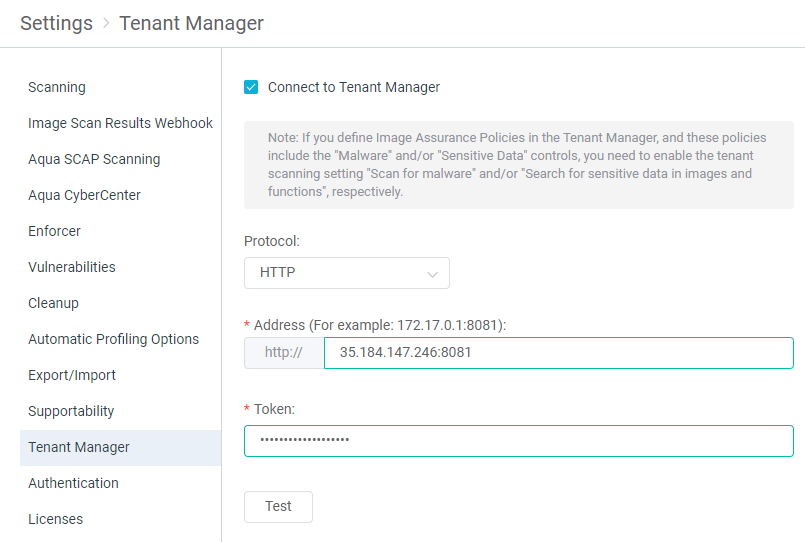 Settings > Tenant Manager
Scanning
Image Scan Results Webhook
Aqua SCAP Scanning
Aqua CyberCenter
Enforcer
Vulnerabilities
Cleanup
Automatic Profiling Options
Export/Import
Supportability
Tenant Manager
Authentication
Licenses
Connect to Tenant Manager
Note: If you define Image Assurance Policies in the Tenant Manager, and these policies
include the "Malware" and/or "Sensitive Data" controls, you need to enable the tenant
scanning setting "Scan for malware" and/or "Search for sensitive data in images and
functions", respectively.
Protocol:
HTTP
* Address (For example: 172.17.0.1:8081):
http:// 35.184.147.246:8081
* Token:
•••••••••••••••••••
Test